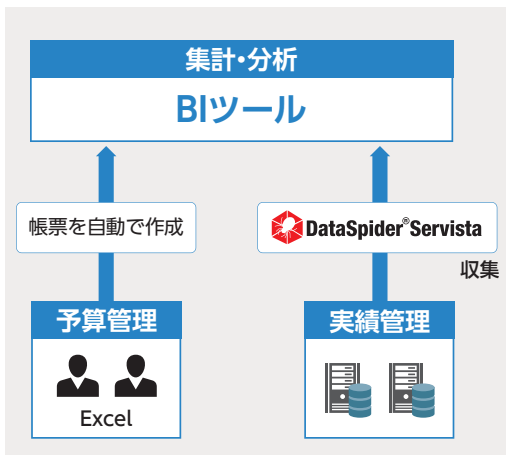 集計・分析
BIツール
帳票を自動で作成
DataSpider®Servista
収集
予算管理
実績管理
Excel